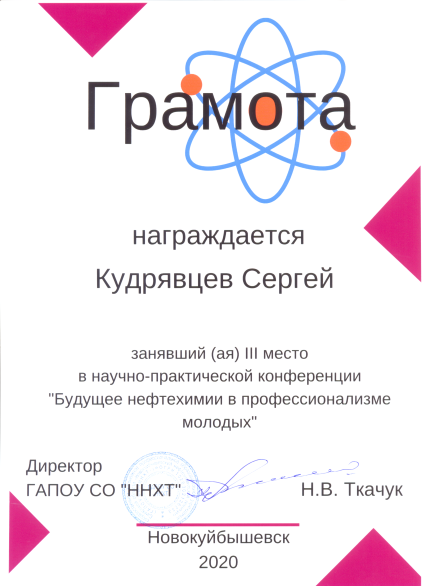 Грамота
награждается
Кудрявцев Сергей
занявший (ая) III место
в научно-практической конференции
"Будущее нефтехимии в профессионализме
молодых"
Директор
ГАПОУ СО "ННХТ"
Н.В. Ткачук
Новокуйбышевск
2020